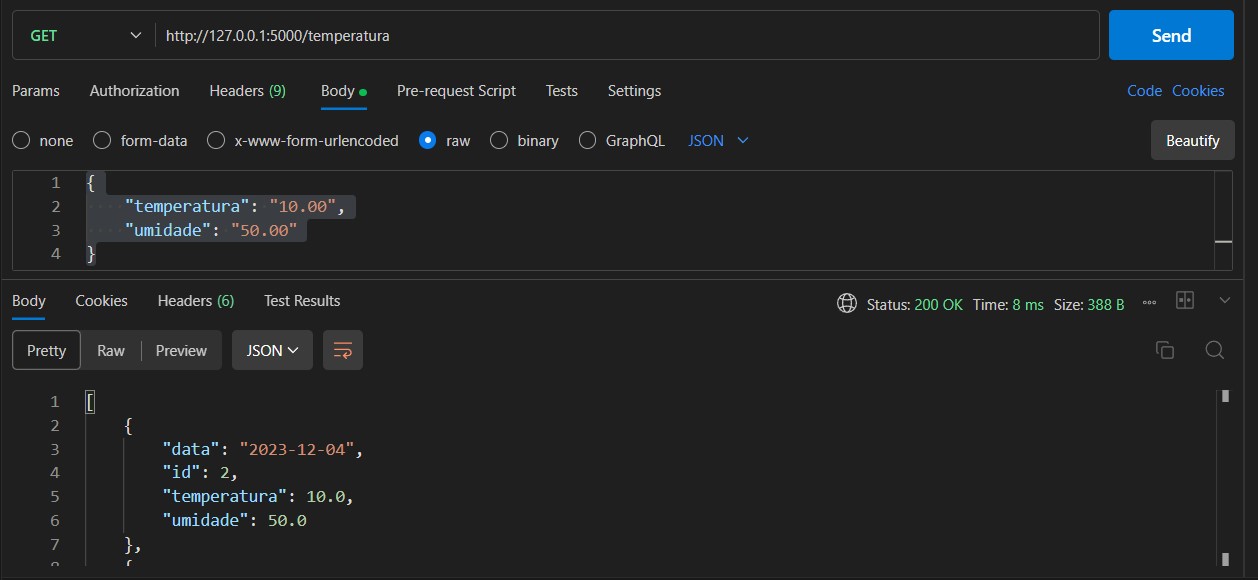 GET http://127.0.0.1:5000/temperatura Send
Params Authorization Headers (9) Body Pre-request Script Tests Settings Code Cookies
none form-data x-www-form-urlencoded raw binary GraphQL JSON Beautify
1 {
2 "temperatura": "10.00",
3 "umidade": "50.00"
4 }
Body Cookies Headers (6) Test Results Status: 200 OK Time: 8 ms Size: 388 B
Pretty Raw Preview JSON
1 [
2 {
3 "data": "2023-12-04",
4 "id": 2,
5 "temperatura": 10.0,
6 "umidade": 50.0
7 },